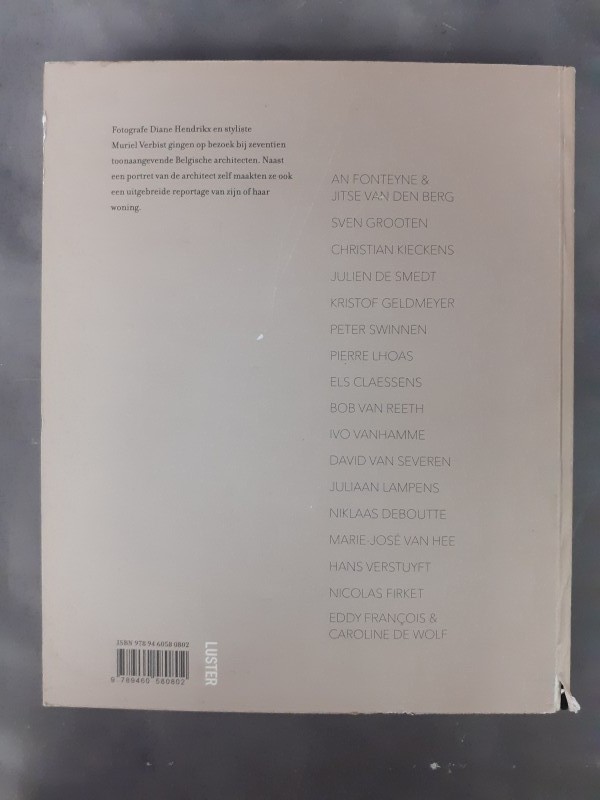 Fotografe Diane Hendrikx en styliste
Muriel Verbist gingen op bezoek bij zeventien
toonaangevende Belgische architecten. Naast
een portret van de architect zelf maakten ze ook
een uitgebreide reportage van zijn of haar
woning.
AN FONTEYNE &
JITSE VAN DEN BERG
SVEN GROOTEN
CHRISTIAN KIECKENS
JULIEN DE SMEDT
KRISTOF GELDMEYER
PETER SWINNEN
PIERRE LHOAS
ELS CLAESSENS
BOB VAN REETH
IVO VANHAMME
DAVID VAN SEVEREN
JULIAAN LAMPENS
NIKLAAS DEBOUTTE
MARIE-JOSÉ VAN HEE
HANS VERSTUYFT
NICOLAS FIRKET
EDDY FRANÇOIS &
CAROLINE DE WOLF
ISBN 978 94 6058 0802
9 789460 580802
LUSTER